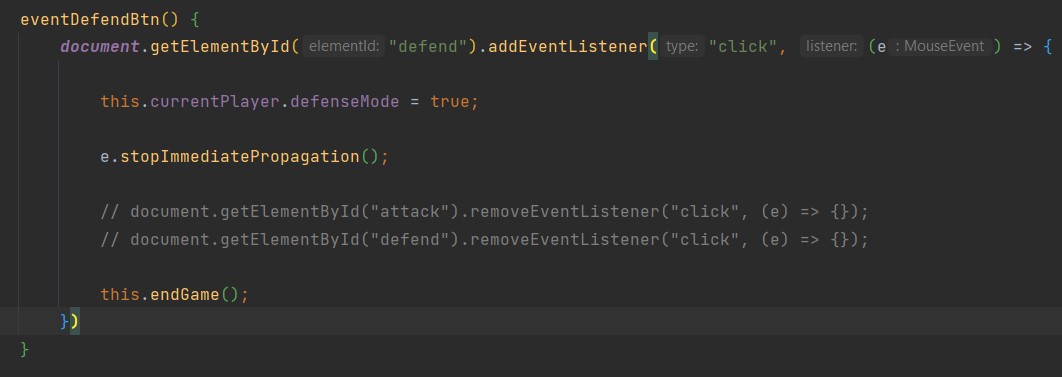 eventDefendBtn() {
document.getElementById( elementId: "defend").addEventListener( type: "click", listener: (e : MouseEvent ) => {
this.currentPlayer.defenseMode = true;
e.stopImmediatePropagation();
// document.getElementById("attack").removeEventListener("click", (e) => {});
// document.getElementById("defend").removeEventListener("click", (e) => {});
this.endGame();
})
}